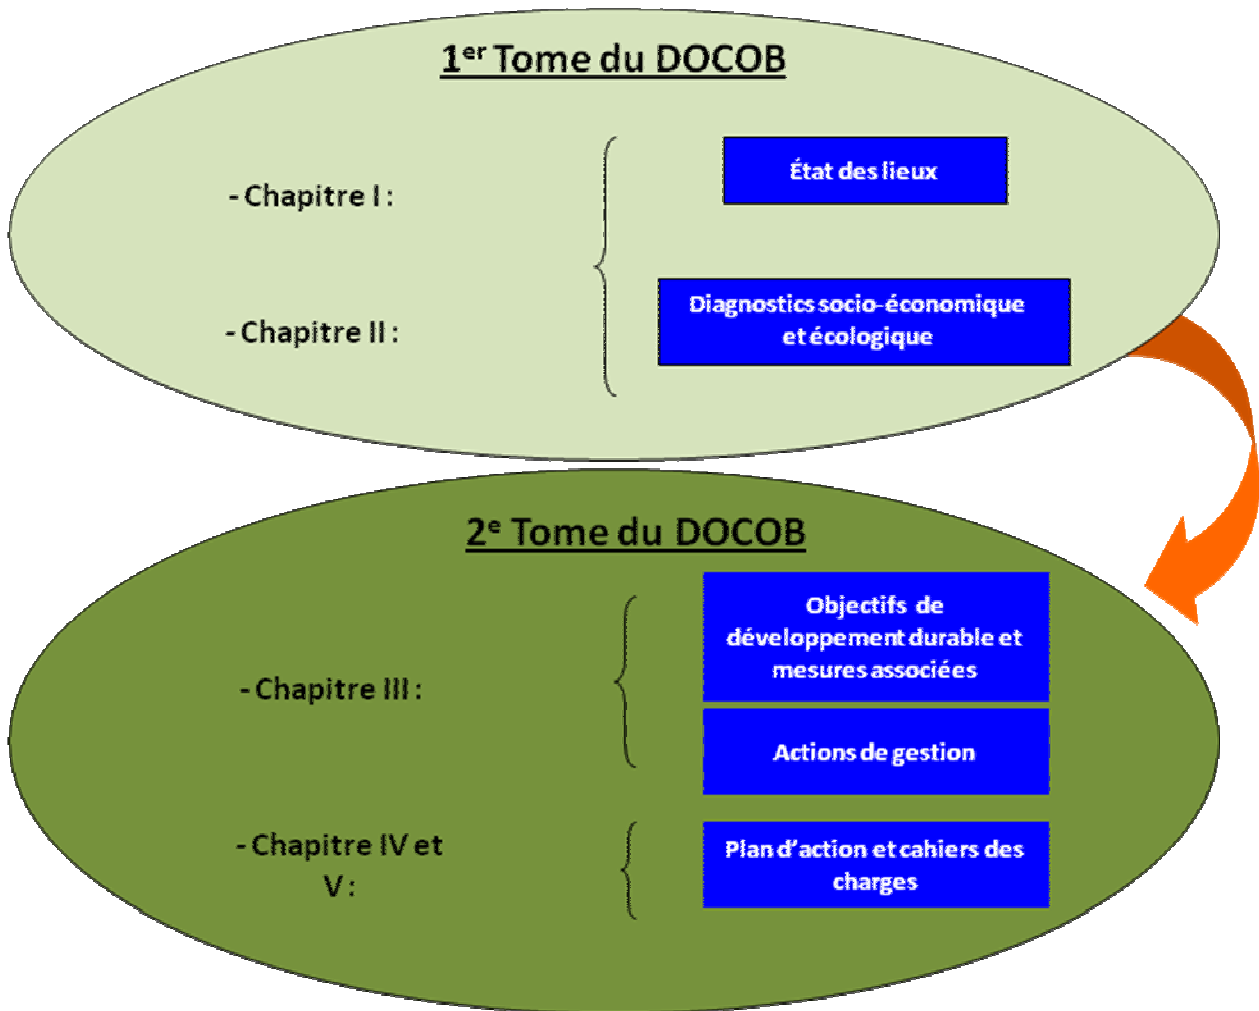 1er Tome du DOCOB
- Chapitre I :
État des lieux
- Chapitre II :
Diagnostics socio-économique
et écologique
2e Tome du DOCOB
- Chapitre III :
Objectifs de
développement durable et
mesures associées
Actions de gestion
- Chapitre IV et
V :
Plan d'action et cahiers des
charges